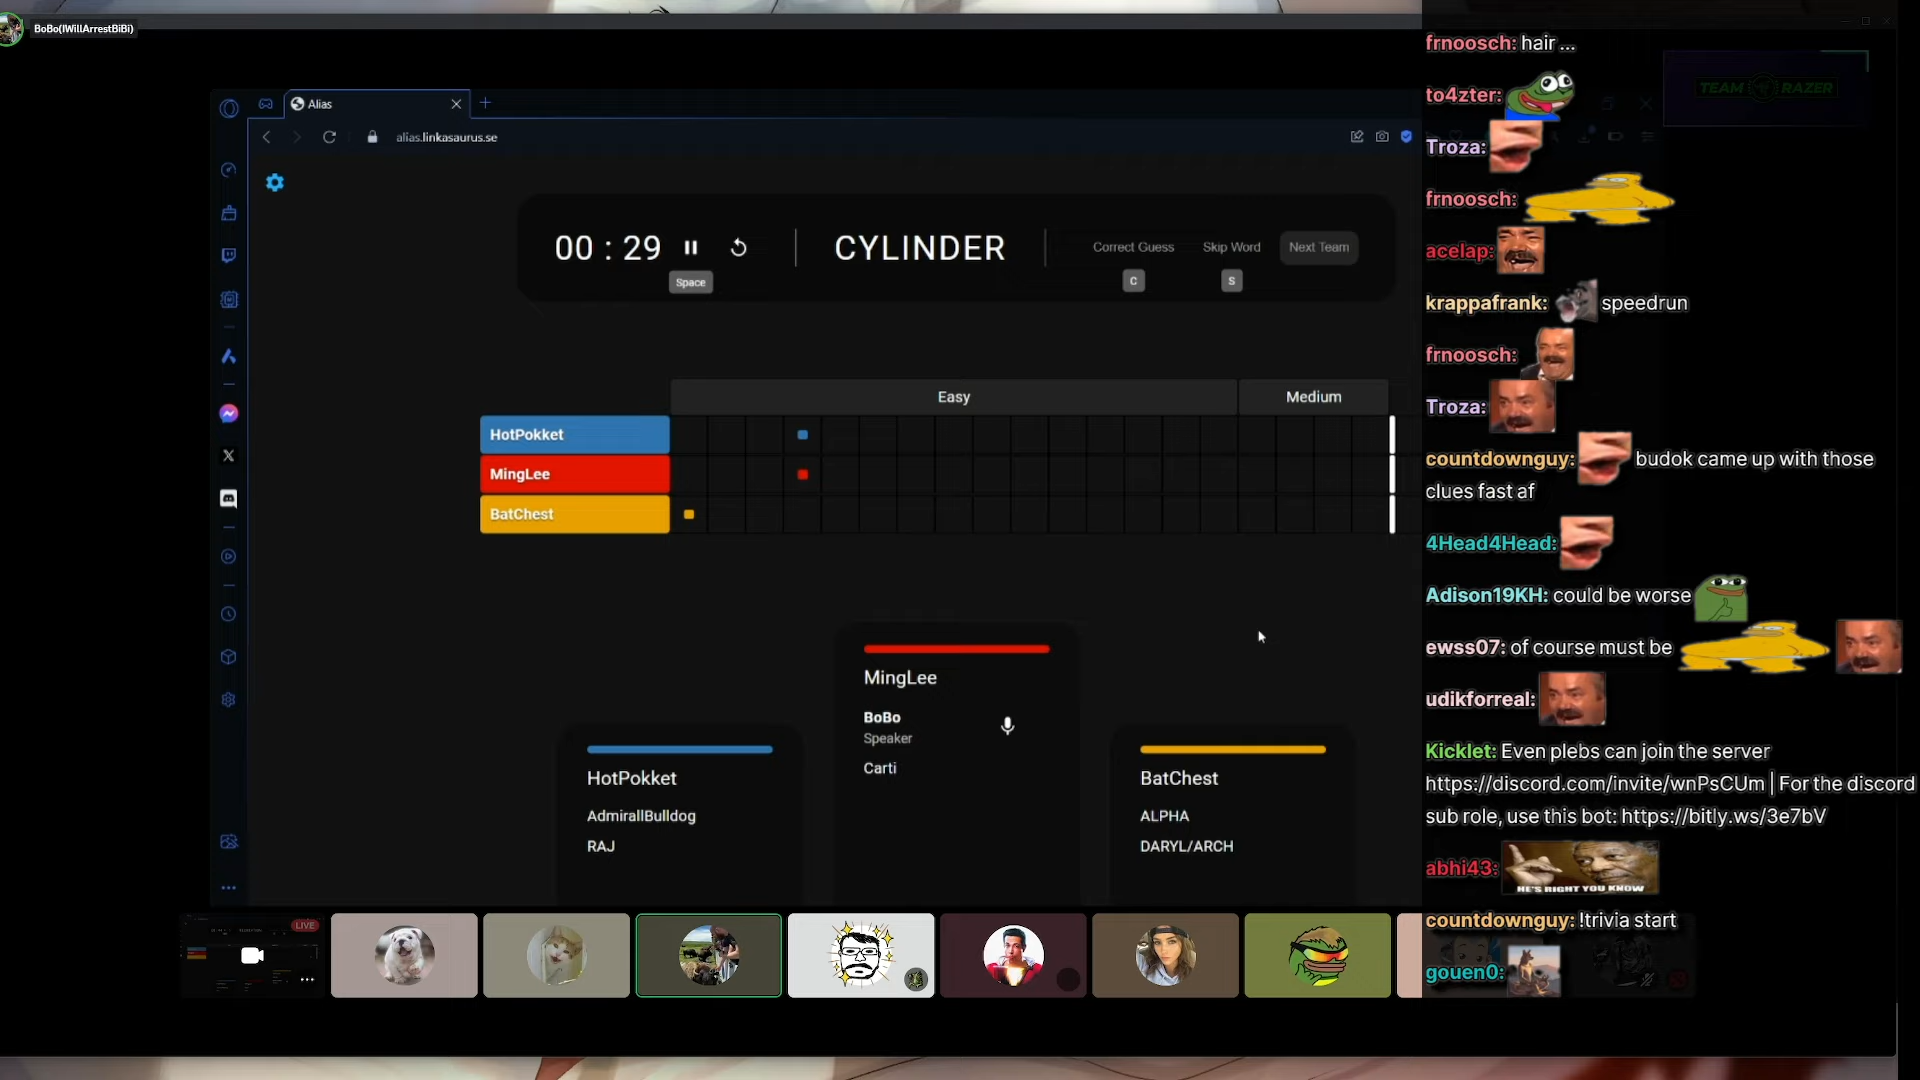 BoBo(IWillArrestBiBi)
Alias
alias.linkasaurus.se
TEAM RAZER
00 : 29
Space
CYLINDER
Correct Guess
C
Skip Word
S
Next Team
Easy
Medium
HotPokket
MingLee
BatChest
MingLee
BoBo
Speaker
Carti
HotPokket
AdmirallBulldog
RAJ
BatChest
ALPHA
DARYL/ARCH
LIVE
frnoosch: hair ...
to4zter:
Troza:
frnoosch:
acelap:
krappafrank: speedrun
frnoosch:
Troza:
countdownguy: budok came up with those
clues fast af
4Head4Head:
Adison19KH: could be worse
ewss07: of course must be
udikforreal:
Kicklet: Even plebs can join the server
https://discord.com/invite/wnPsCUm | For the discord
sub role, use this bot: https://bitly.ws/3e7bV
abhi43:
HE'S RIGHT YOU KNOW
countdownguy: !trivia start
gouen0: